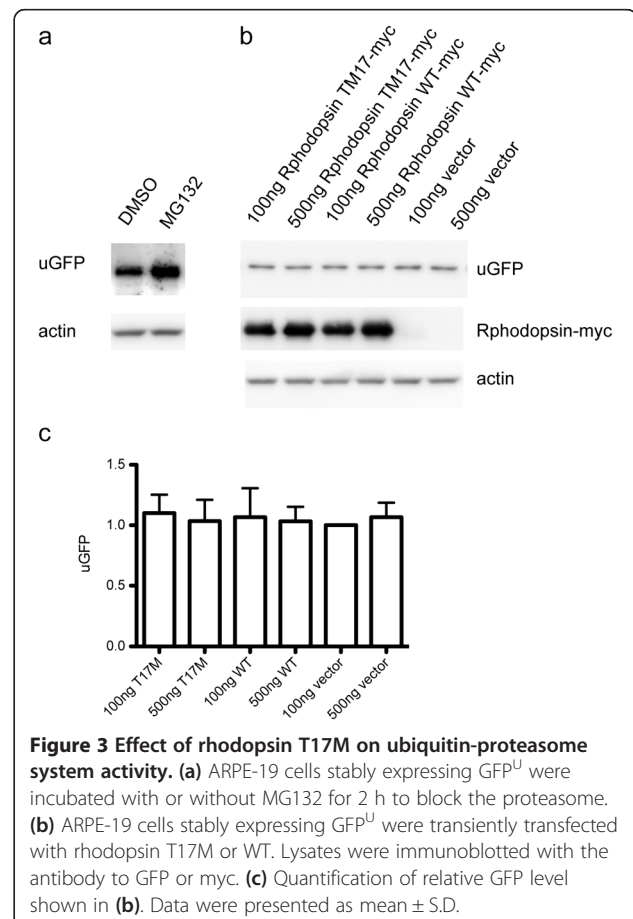 a
b
DMSO
MG132
100ng Rphodopsin TM17-myc
500ng Rphodopsin TM17-myc
100ng Rphodopsin WT-myc
500ng Rphodopsin WT-myc
100ng vector
500ng vector
uGFP
uGFP
Rphodopsin-myc
actin
actin
c
1.5
1.0
0.5
0.0
uGFP
100ng T17M
500ng T17M
100ng WT
500ng WT
100ng vector
500ng vector
Figure 3 Effect of rhodopsin T17M on ubiquitin-proteasome
system activity. (a) ARPE-19 cells stably expressing GFPᵁ were
incubated with or without MG132 for 2 h to block the proteasome.
(b) ARPE-19 cells stably expressing GFPᵁ were transiently transfected
with rhodopsin T17M or WT. Lysates were immunoblotted with the
antibody to GFP or myc. (c) Quantification of relative GFP level
shown in (b). Data were presented as mean ± S.D.